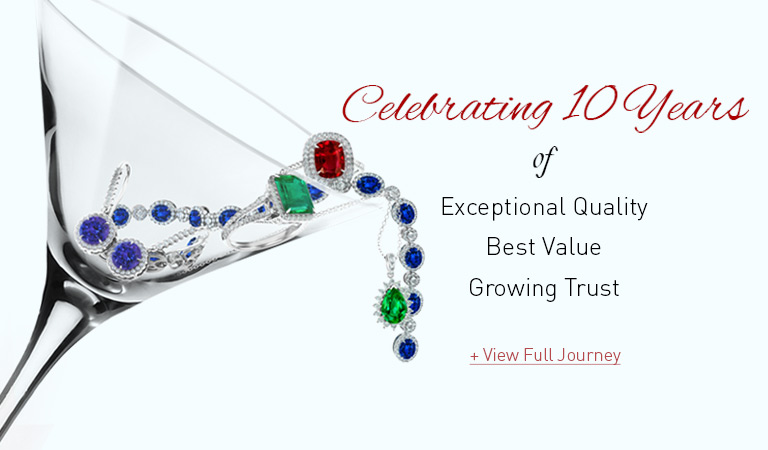 Celebrating 10 Years
of
Exceptional Quality
Best Value
Growing Trust
+ View Full Journey